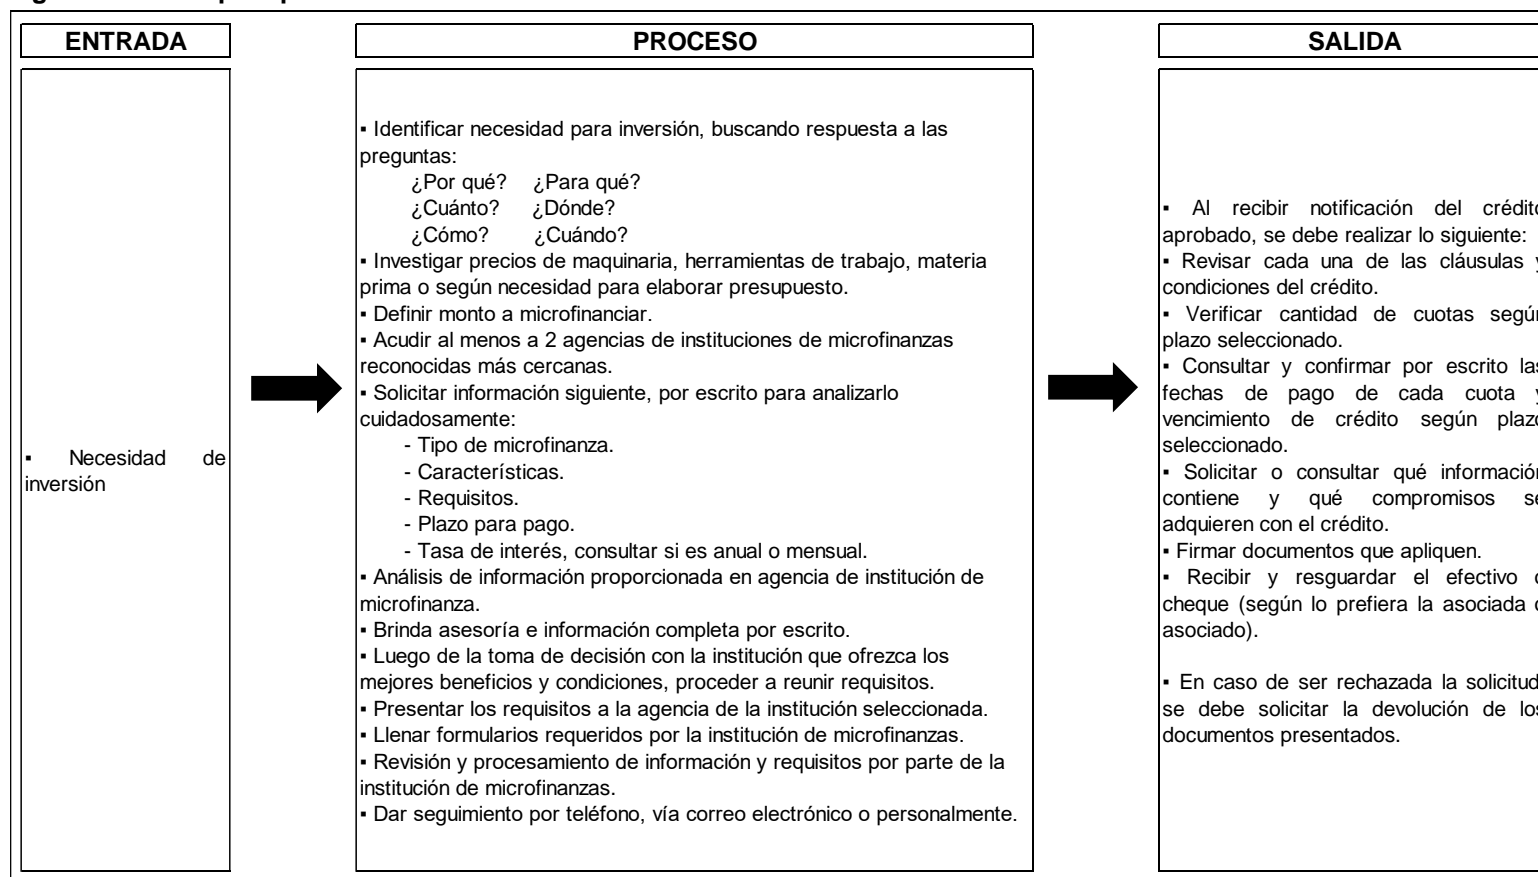 ENTRADA
PROCESO
SALIDA
▪ Necesidad de
inversión
▪ Identificar necesidad para inversión, buscando respuesta a las
preguntas:
¿Por qué? ¿Para qué?
¿Cuánto? ¿Dónde?
¿Cómo? ¿Cuándo?
▪ Investigar precios de maquinaria, herramientas de trabajo, materia
prima o según necesidad para elaborar presupuesto.
▪ Definir monto a microfinanciar.
▪ Acudir al menos a 2 agencias de instituciones de microfinanzas
reconocidas más cercanas.
▪ Solicitar información siguiente, por escrito para analizarlo
cuidadosamente:
- Tipo de microfinanza.
- Características.
- Requisitos.
- Plazo para pago.
- Tasa de interés, consultar si es anual o mensual.
▪ Análisis de información proporcionada en agencia de institución de
microfinanza.
▪ Brinda asesoría e información completa por escrito.
▪ Luego de la toma de decisión con la institución que ofrezca los
mejores beneficios y condiciones, proceder a reunir requisitos.
▪ Presentar los requisitos a la agencia de la institución seleccionada.
▪ Llenar formularios requeridos por la institución de microfinanzas.
▪ Revisión y procesamiento de información y requisitos por parte de la
institución de microfinanzas.
▪ Dar seguimiento por teléfono, vía correo electrónico o personalmente.
▪ Al recibir notificación del crédito
aprobado, se debe realizar lo siguiente:
▪ Revisar cada una de las cláusulas y
condiciones del crédito.
▪ Verificar cantidad de cuotas según
plazo seleccionado.
▪ Consultar y confirmar por escrito las
fechas de pago de cada cuota y
vencimiento de crédito según plazo
seleccionado.
▪ Solicitar o consultar qué información
contiene y qué compromisos se
adquieren con el crédito.
▪ Firmar documentos que apliquen.
▪ Recibir y resguardar el efectivo o
cheque (según lo prefiera la asociada o
asociado).
▪ En caso de ser rechazada la solicitud
se debe solicitar la devolución de los
documentos presentados.